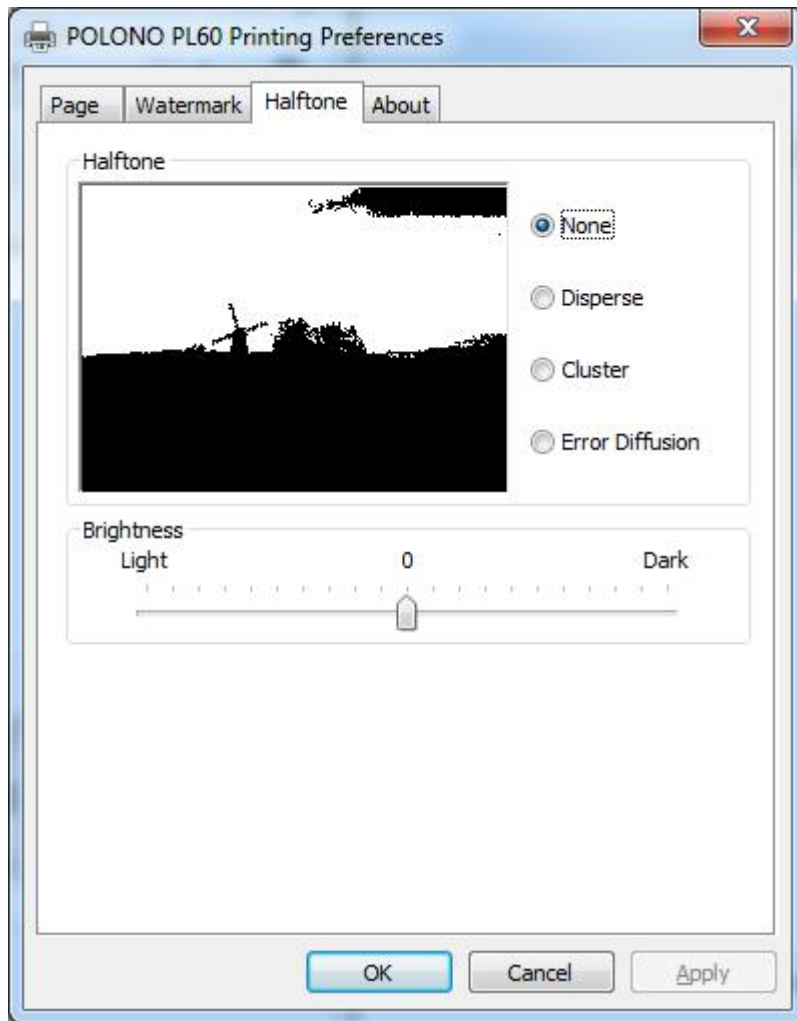 POLONO PL60 Printing Preferences
Page Watermark Halftone About
Halftone
None
Disperse
Cluster
Error Diffusion
Brightness
Light 0 Dark
OK Cancel Apply